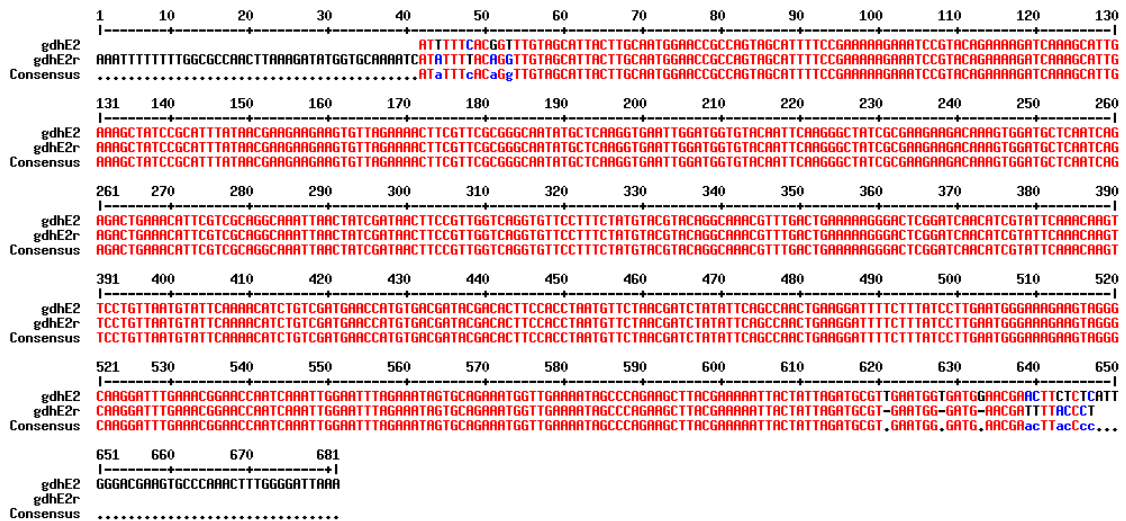 1 10 20 30 40 50 60 70 80 90 100 110 120 130
|--------+---------+---------+---------+---------+---------+---------+---------+---------+---------+---------+---------+---------|
gdhE2 ATTTTTCACGGTTTGTAGCATTACTTGCAATGGAACCGCCAGTAGCATTTTCCGAAAAAGAAATCCGTACAGAAAAGATCAAAGCATTG
gdhE2r AAATTTTTTTTGGCGCCAACTTAAAGATATGGTGCAAAATCATATTTTACAGGTTGTAGCATTACTTGCAATGGAACCGCCAGTAGCATTTTCCGAAAAAGAAATCCGTACAGAAAAGATCAAAGCATTG
Consensus .........................................ATaTTTcACaGgTTGTAGCATTACTTGCAATGGAACCGCCAGTAGCATTTTCCGAAAAAGAAATCCGTACAGAAAAGATCAAAGCATTG
131 140 150 160 170 180 190 200 210 220 230 240 250 260
|--------+---------+---------+---------+---------+---------+---------+---------+---------+---------+---------+---------+---------|
gdhE2 AAAGCTATCCGCATTTATAACGAAGAAGAAGTGTTAGAAAACTTCGTTCGCGGGCAATATGCTCAAGGTGAATTGGATGGTGTACAATTCAAGGGCTATCGCGAAGAAGACAAAGTGGATGCTCAATCAG
gdhE2r AAAGCTATCCGCATTTATAACGAAGAAGAAGTGTTAGAAAACTTCGTTCGCGGGCAATATGCTCAAGGTGAATTGGATGGTGTACAATTCAAGGGCTATCGCGAAGAAGACAAAGTGGATGCTCAATCAG
Consensus AAAGCTATCCGCATTTATAACGAAGAAGAAGTGTTAGAAAACTTCGTTCGCGGGCAATATGCTCAAGGTGAATTGGATGGTGTACAATTCAAGGGCTATCGCGAAGAAGACAAAGTGGATGCTCAATCAG
261 270 280 290 300 310 320 330 340 350 360 370 380 390
|--------+---------+---------+---------+---------+---------+---------+---------+---------+---------+---------+---------+---------|
gdhE2 AGACTGAAACATTCGTCGCAGGCAAATTAACTATCGATAACTTCCGTTGGTCAGGTGTTCCTTTCTATGTACGTACAGGCAAACGTTTGACTGAAAAAGGGACTCGGATCAACATCGTATTCAAACAAGT
gdhE2r AGACTGAAACATTCGTCGCAGGCAAATTAACTATCGATAACTTCCGTTGGTCAGGTGTTCCTTTCTATGTACGTACAGGCAAACGTTTGACTGAAAAAGGGACTCGGATCAACATCGTATTCAAACAAGT
Consensus AGACTGAAACATTCGTCGCAGGCAAATTAACTATCGATAACTTCCGTTGGTCAGGTGTTCCTTTCTATGTACGTACAGGCAAACGTTTGACTGAAAAAGGGACTCGGATCAACATCGTATTCAAACAAGT
391 400 410 420 430 440 450 460 470 480 490 500 510 520
|--------+---------+---------+---------+---------+---------+---------+---------+---------+---------+---------+---------+---------|
gdhE2 TCCTGTTAATGTATTCAAAACATCTGTCGATGAACCATGTGACGATACGACACTTCCACCTAATGTTCTAACGATCTATATTCAGCCAACTGAAGGATTTTCTTTATCCTTGAATGGGAAAGAAGTAGGG
gdhE2r TCCTGTTAATGTATTCAAAACATCTGTCGATGAACCATGTGACGATACGACACTTCCACCTAATGTTCTAACGATCTATATTCAGCCAACTGAAGGATTTTCTTTATCCTTGAATGGGAAAGAAGTAGGG
Consensus TCCTGTTAATGTATTCAAAACATCTGTCGATGAACCATGTGACGATACGACACTTCCACCTAATGTTCTAACGATCTATATTCAGCCAACTGAAGGATTTTCTTTATCCTTGAATGGGAAAGAAGTAGGG
521 530 540 550 560 570 580 590 600 610 620 630 640 650
|--------+---------+---------+---------+---------+---------+---------+---------+---------+---------+---------+---------+---------|
gdhE2 CAAGGATTTGAAACGGAACCAATCAAATTGGAATTTAGAAATAGTGCAGAAATGGTTGAAAATAGCCCAGAAGCTTACGAAAAATTACTATTAGATGCGTTGAATGGTGATGGAACGAACTTCTCTCATT
gdhE2r CAAGGATTTGAAACGGAACCAATCAAATTGGAATTTAGAAATAGTGCAGAAATGGTTGAAAATAGCCCAGAAGCTTACGAAAAATTACTATTAGATGCGT-GAATGG-GATG-AACGATTTTACCCT
Consensus CAAGGATTTGAAACGGAACCAATCAAATTGGAATTTAGAAATAGTGCAGAAATGGTTGAAAATAGCCCAGAAGCTTACGAAAAATTACTATTAGATGCGT.GAATGG.GATG.AACGAacTTacCcc...
651 660 670 681
|--------+---------+---------+|
gdhE2 GGGACGAAGTGCCCAAACTTTGGGGATTAAA
gdhE2r
Consensus ...............................